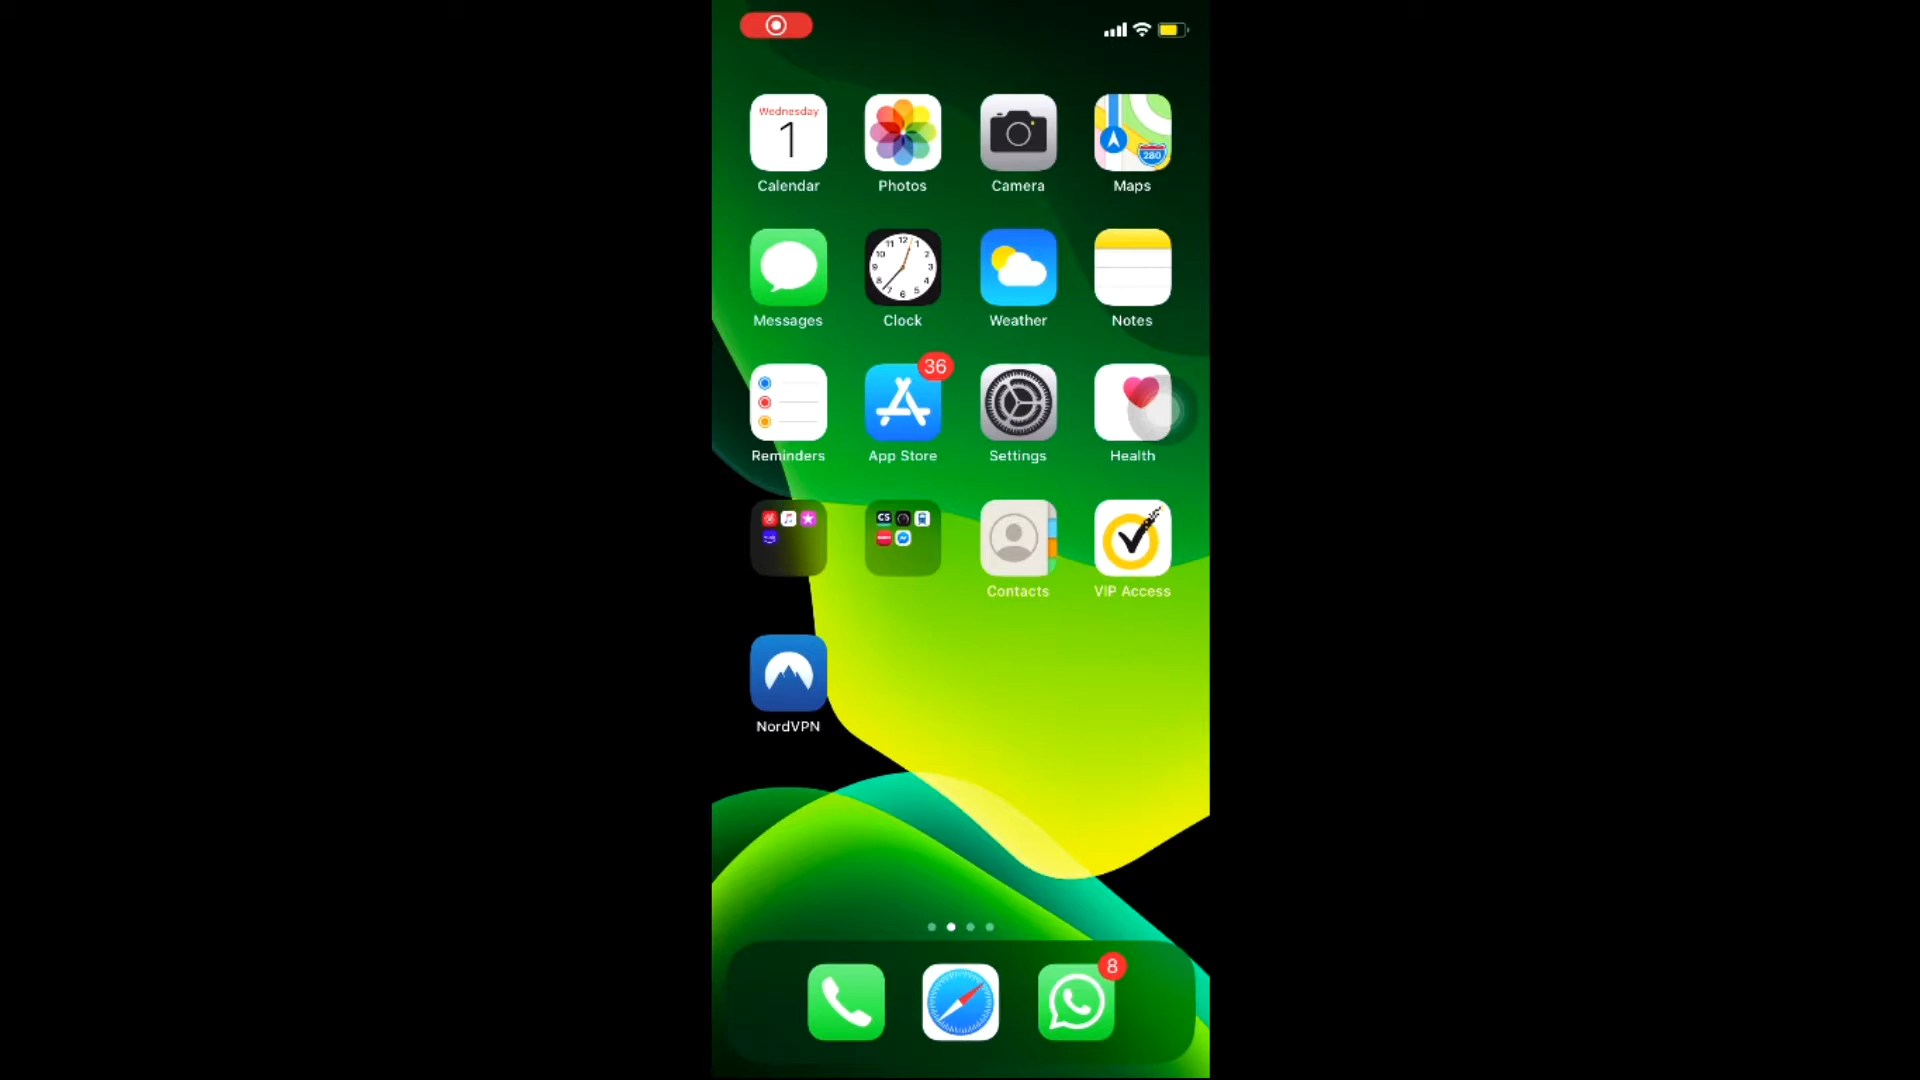 Wednesday
1
280
Calendar Photos Camera Maps
Messages Clock Weather Notes
36
Reminders App Store Settings Health
CS
Contacts VIP Access
NordVPN
8